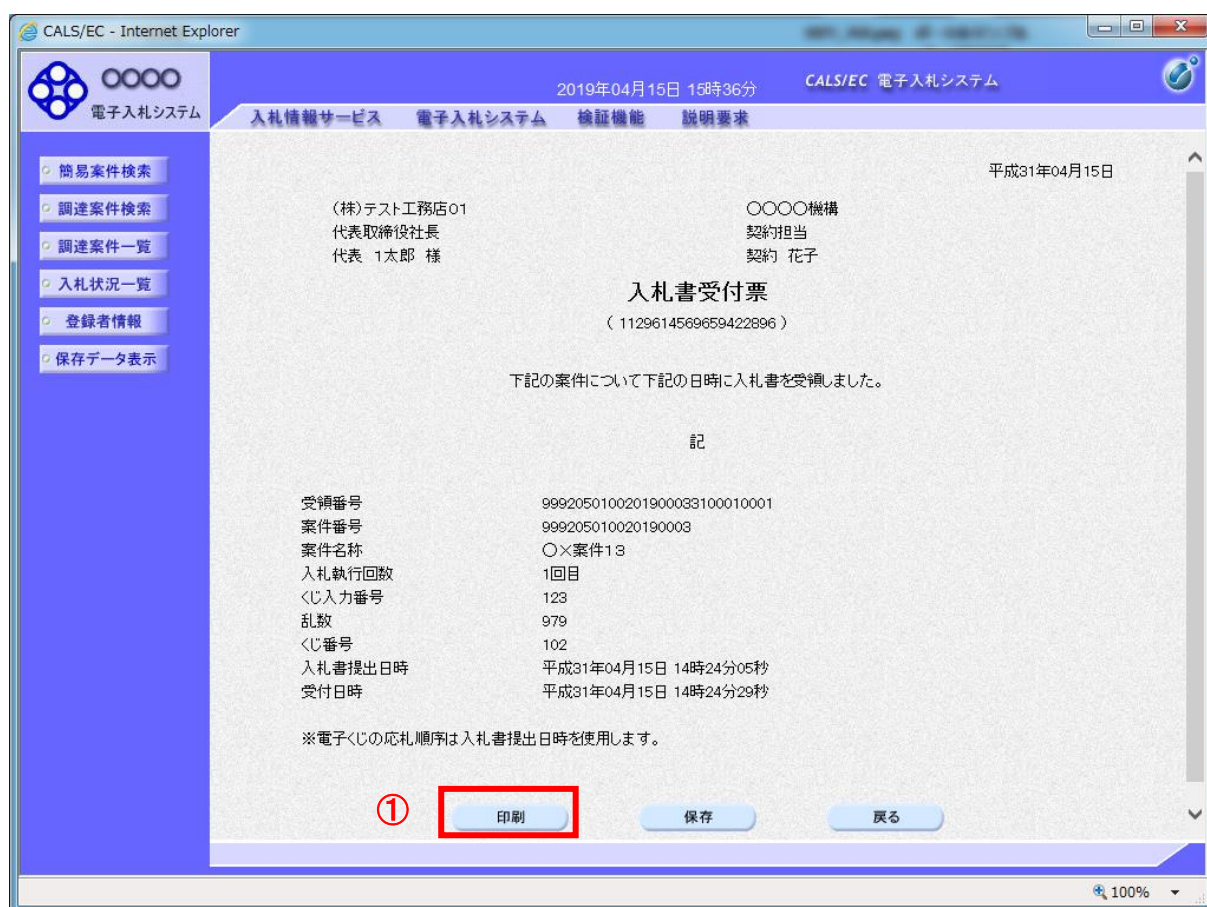 CALS/EC - Internet Explorer
OOOO
電子入札システム
2019年04月15日 15時36分
CALS/EC 電子入札システム
入札情報サービス 電子入札システム 検証機能 説明要求
簡易案件検索
調達案件検索
調達案件一覧
入札状況一覧
登録者情報
保存データ表示
平成31年04月15日
(株)テスト工務店01
代表取締役社長
代表 1太郎 様
〇〇〇〇機構
契約担当
契約 花子
入札書受付票
( 1129614569659422896 )
下記の案件について下記の日時に入札書を受領しました。
記
受領番号 9992050100201900033100010001
案件番号 999205010020190003
案件名称 〇×案件13
入札執行回数 1回目
くじ入力番号 123
乱数 979
くじ番号 102
入札書提出日時 平成31年04月15日 14時24分05秒
受付日時 平成31年04月15日 14時24分29秒
※電子くじの応札順序は入札書提出日時を使用します。
① 印刷 保存 戻る
100%